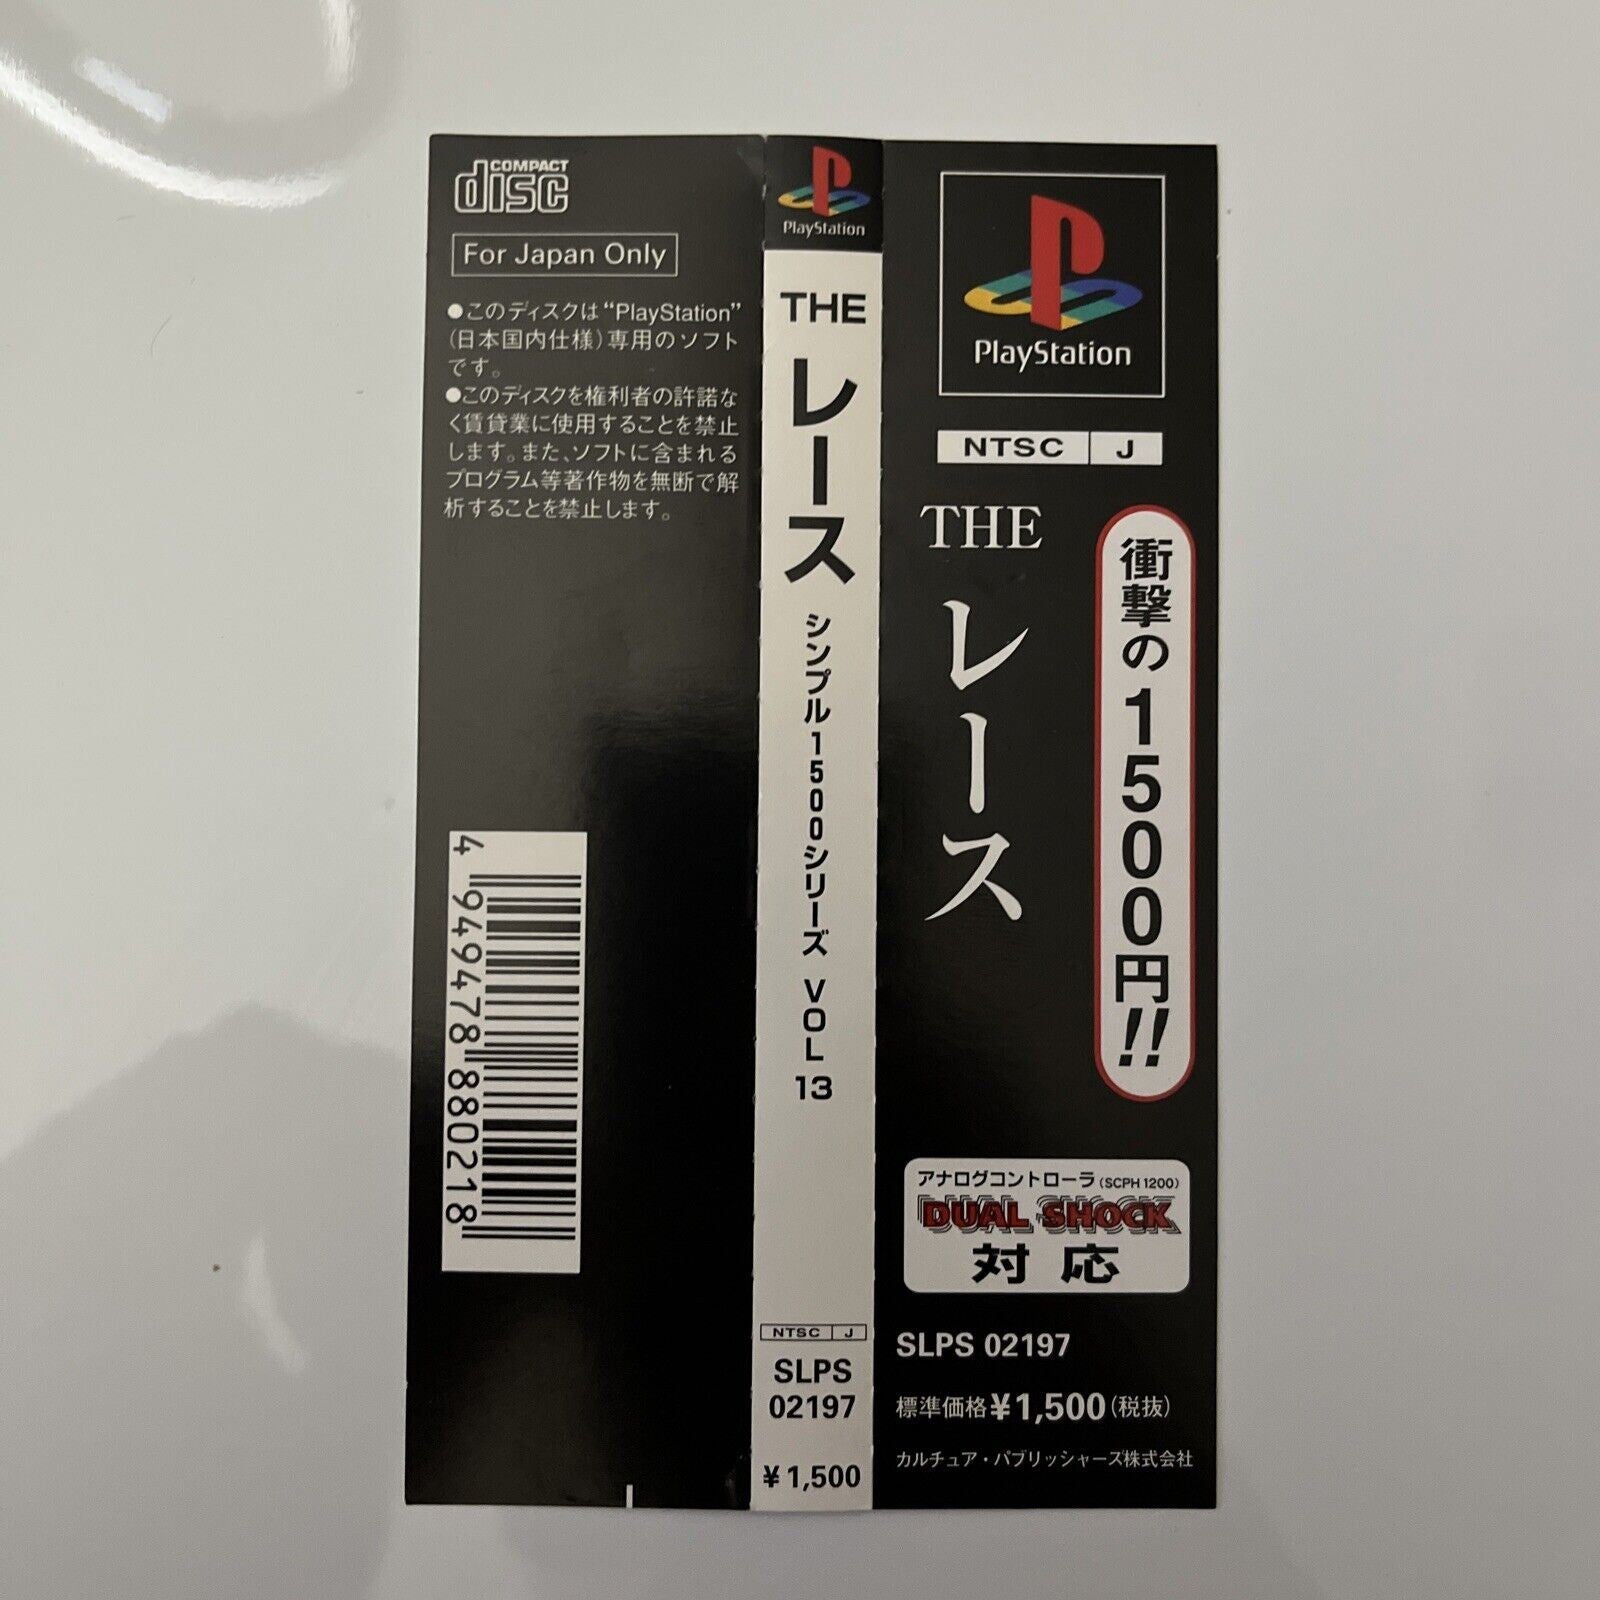 COMPACT
disc
For Japan Only
●このディスクは“PlayStation”
(日本国内仕様)専用のソフト
です。
●このディスクを権利者の許諾な
く賃貸業に使用することを禁止
します。また、ソフトに含まれる
プログラム等著作物を無断で解
析することを禁止します。
4 949478 880218
PlayStation
THE レース シンプル1500シリーズ VOL 13
NTSC J
SLPS
02197
¥1,500
PlayStation
NTSC J
THE レース
衝撃の1500円!!
アナログコントローラ(SCPH 1200)
DUAL SHOCK
対応
SLPS 02197
標準価格¥1,500(税抜)
カルチュア・パブリッシャーズ株式会社